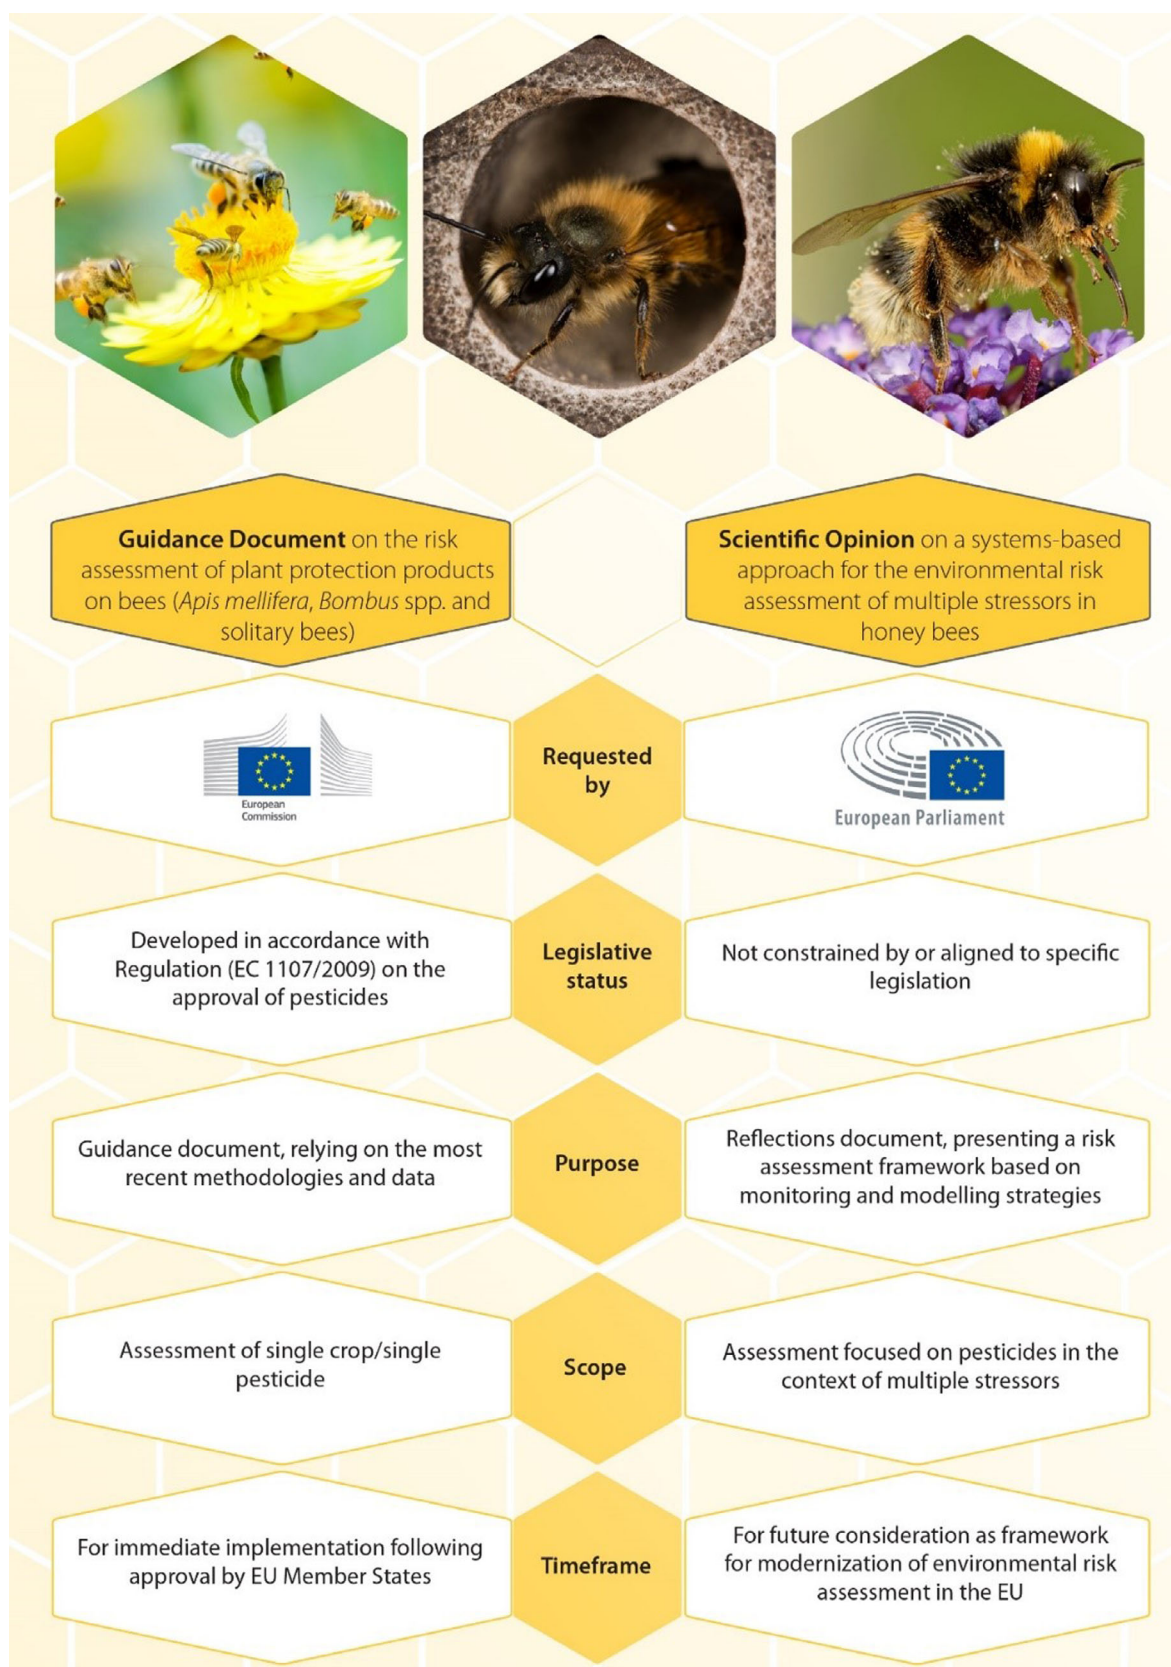 Guidance Document on the risk
assessment of plant protection products
on bees (Apis mellifera, Bombus spp. and
solitary bees)
Scientific Opinion on a systems-based
approach for the environmental risk
assessment of multiple stressors in
honey bees
European
Commission
Requested
by
European Parliament
Developed in accordance with
Regulation (EC 1107/2009) on the
approval of pesticides
Legislative
status
Not constrained by or aligned to specific
legislation
Guidance document, relying on the most
recent methodologies and data
Purpose
Reflections document, presenting a risk
assessment framework based on
monitoring and modelling strategies
Assessment of single crop/single
pesticide
Scope
Assessment focused on pesticides in the
context of multiple stressors
For immediate implementation following
approval by EU Member States
Timeframe
For future consideration as framework
for modernization of environmental risk
assessment in the EU